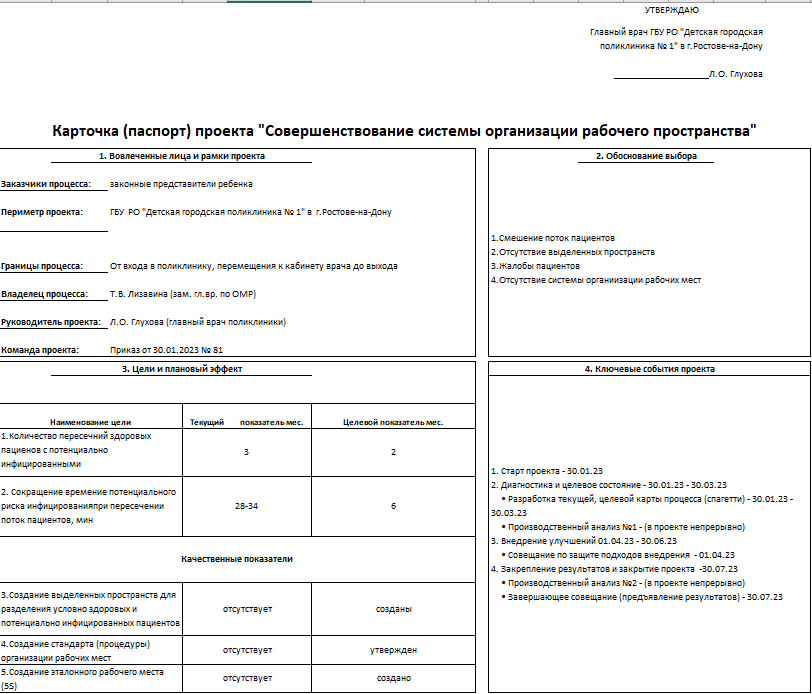 УТВЕРЖДАЮ
Главный врач ГБУ РО "Детская городская
поликлиника № 1" в г.Ростове-на-Дону
Л.О. Глухова
Карточка (паспорт) проекта "Совершенствование системы организации рабочего пространства"
1. Вовлеченные лица и рамки проекта
Заказчики процесса: законные представители ребенка
Периметр проекта: ГБУ РО "Детская городская поликлиника № 1" в г.Ростове-на-Дону
Границы процесса: От входа в поликлинику, перемещения к кабинету врача до выхода
Владелец процесса: Т.В. Лизавина (зам. гл.вр. по ОМР)
Руководитель проекта: Л.О. Глухова (главный врач поликлиники)
Команда проекта: Приказ от 30.01.2023 № 81
2. Обоснование выбора
1.Смешение поток пациентов
2.Отсутствие выделенных пространств
3.Жалобы пациентов
4.Отсутствие системы органиизации рабочих мест
3. Цели и плановый эффект
Наименование цели Текущий показатель мес. Целевой показатель мес.
1.Количество пересечний здоровых
пациенов с потенциально
инфицированными
3 2
2. Сокращение времение потенциального
риска инфицированияпри пересечении
поток пациентов, мин
28-34 6
Качественные показатели
3.Создание выделенных пространств для
разделения условно здоровых и
потенциально инфицированных пациентов
отсутствует созданы
4.Создание стандарта (процедуры)
организации рабочих мест
отсутствует утвержден
5.Создание эталонного рабочего места
(5S)
отсутствует создано
4. Ключевые события проекта
1. Старт проекта - 30.01.23
2. Диагностика и целевое состояние - 30.01.23 - 30.03.23
• Разработка текущей, целевой карты процесса (спагетти) - 30.01.23 -
30.03.23
• Производственный анализ №1 - (в проекте непрерывно)
3. Внедрение улучшений 01.04.23 - 30.06.23
• Совещание по защите подходов внедрения - 01.04.23
4. Закрепление результатов и закрытие проекта -30.07.23
• Производственный анализ №2 - (в проекте непрерывно)
• Завершающее совещание (предъявление результатов) - 30.07.23